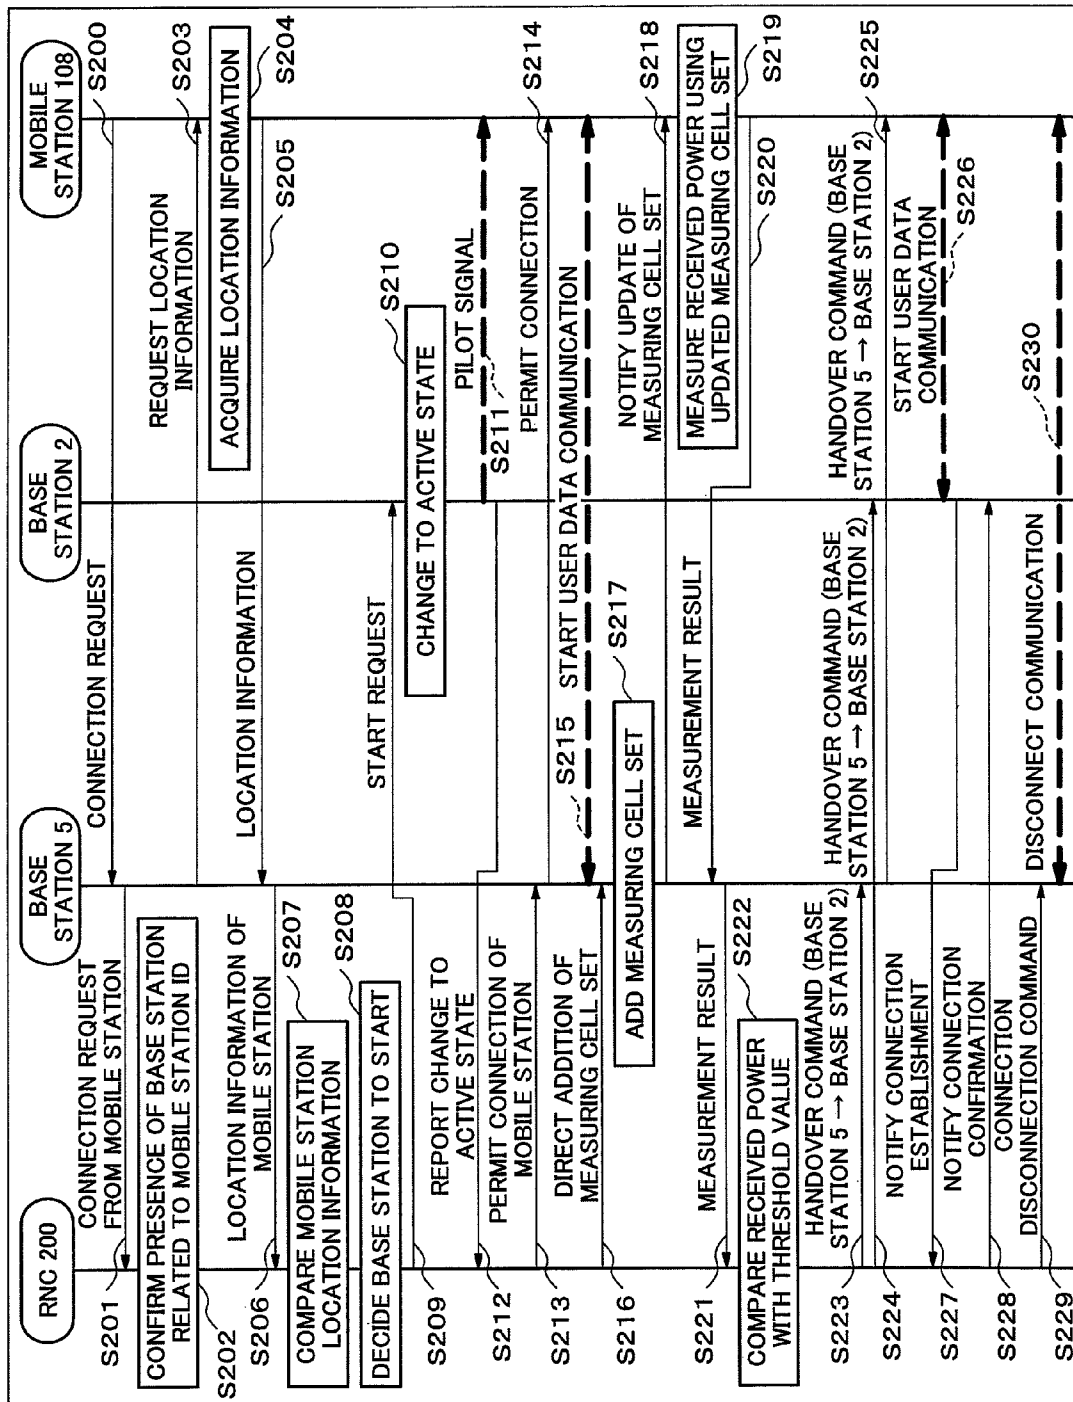 RNC 200
BASE
STATION 5
BASE
STATION 2
MOBILE
STATION 108
S200
CONNECTION REQUEST
CONNECTION REQUEST
FROM MOBILE STATION
S201
CONFIRM PRESENCE OF BASE STATION
RELATED TO MOBILE STATION ID
S202
REQUEST LOCATION
INFORMATION
S203
ACQUIRE LOCATION INFORMATION
S204
LOCATION INFORMATION
S205
LOCATION INFORMATION OF
MOBILE STATION
S206
COMPARE MOBILE STATION
LOCATION INFORMATION
S207
DECIDE BASE STATION TO START
S208
START REQUEST
S209
CHANGE TO ACTIVE STATE
S210
PILOT SIGNAL
S211
REPORT CHANGE TO
ACTIVE STATE
S212
PERMIT CONNECTION OF
MOBILE STATION
S213
PERMIT CONNECTION
S214
S215
START USER DATA COMMUNICATION
DIRECT ADDITION OF
MEASURING CELL SET
S216
ADD MEASURING CELL SET
S217
NOTIFY UPDATE OF
MEASURING CELL SET
S218
MEASURE RECEIVED POWER USING
UPDATED MEASURING CELL SET
S219
MEASUREMENT RESULT
S220
MEASUREMENT RESULT
S221
COMPARE RECEIVED POWER
WITH THRESHOLD VALUE
S222
HANDOVER COMMAND (BASE
STATION 5 → BASE STATION 2)
S223
HANDOVER COMMAND (BASE
STATION 5 → BASE STATION 2)
S224
HANDOVER COMMAND (BASE
STATION 5 → BASE STATION 2)
S225
START USER DATA
COMMUNICATION
S226
NOTIFY CONNECTION
ESTABLISHMENT
S227
NOTIFY CONNECTION
CONFIRMATION
S228
CONNECTION
DISCONNECTION COMMAND
S229
DISCONNECT COMMUNICATION
S230